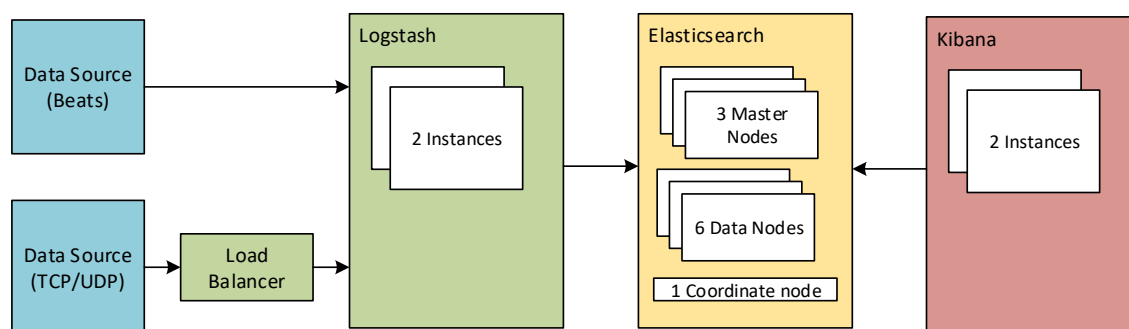 Data Source
(Beats)
Data Source
(TCP/UDP)
Load
Balancer
Logstash
2 Instances
Elasticsearch
3 Master
Nodes
6 Data Nodes
1 Coordinate node
Kibana
2 Instances